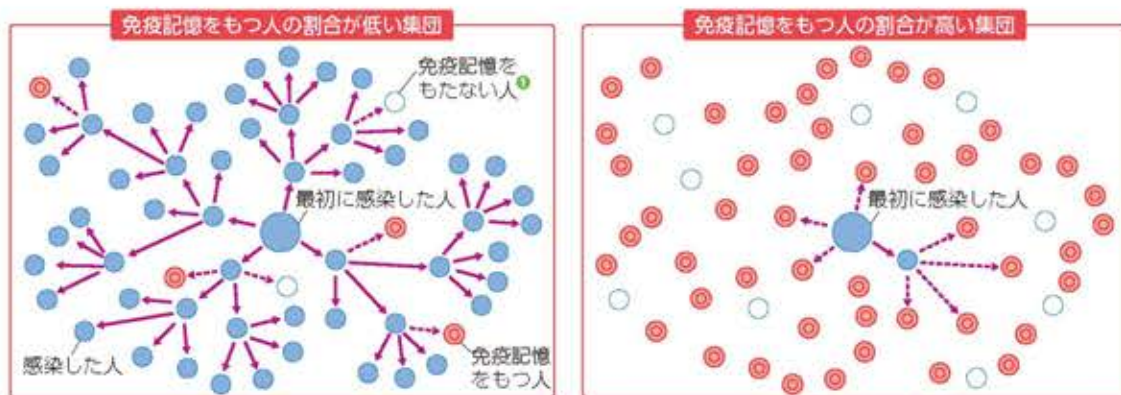 免疫記憶をもつ人の割合が低い集団
免疫記憶を
もたない人❶
最初に感染した人
感染した人
免疫記憶
をもつ人
免疫記憶をもつ人の割合が高い集団
最初に感染した人